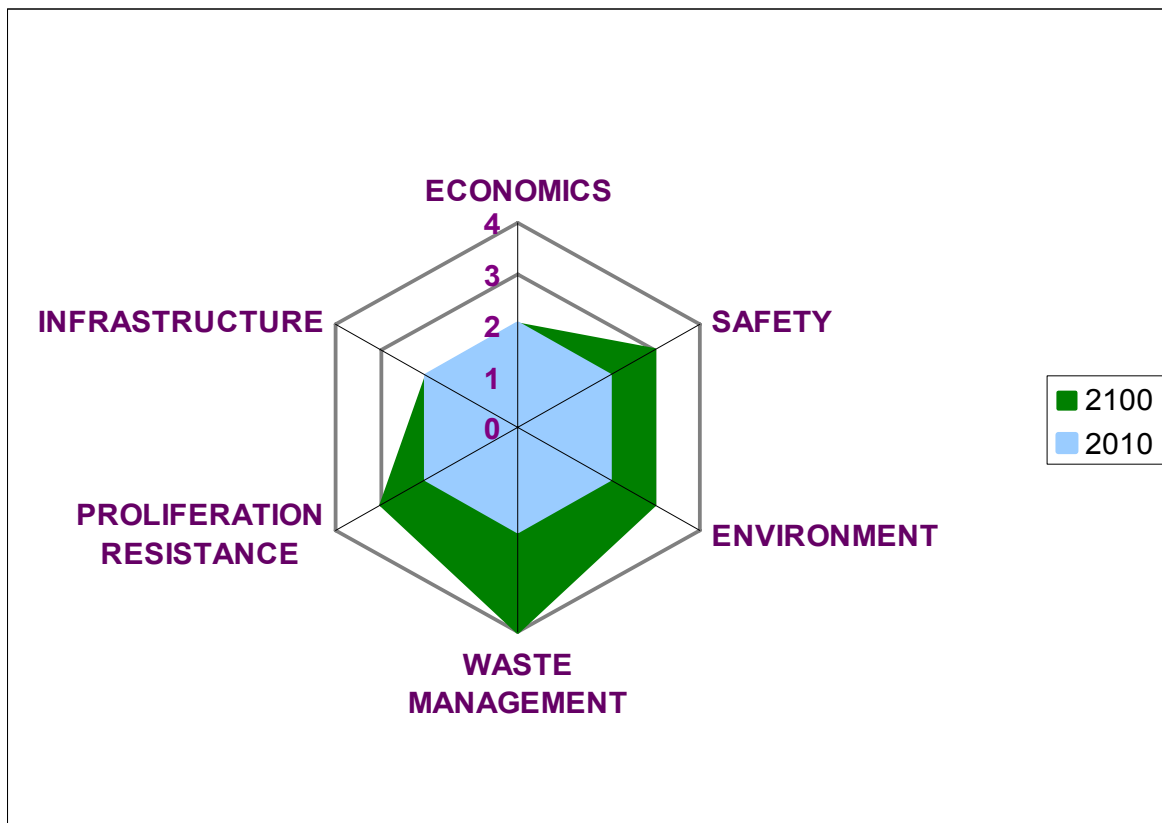 ECONOMICS
4
3
2
1
0
INFRASTRUCTURE
SAFETY
PROLIFERATION
RESISTANCE
ENVIRONMENT
WASTE
MANAGEMENT
2100
2010